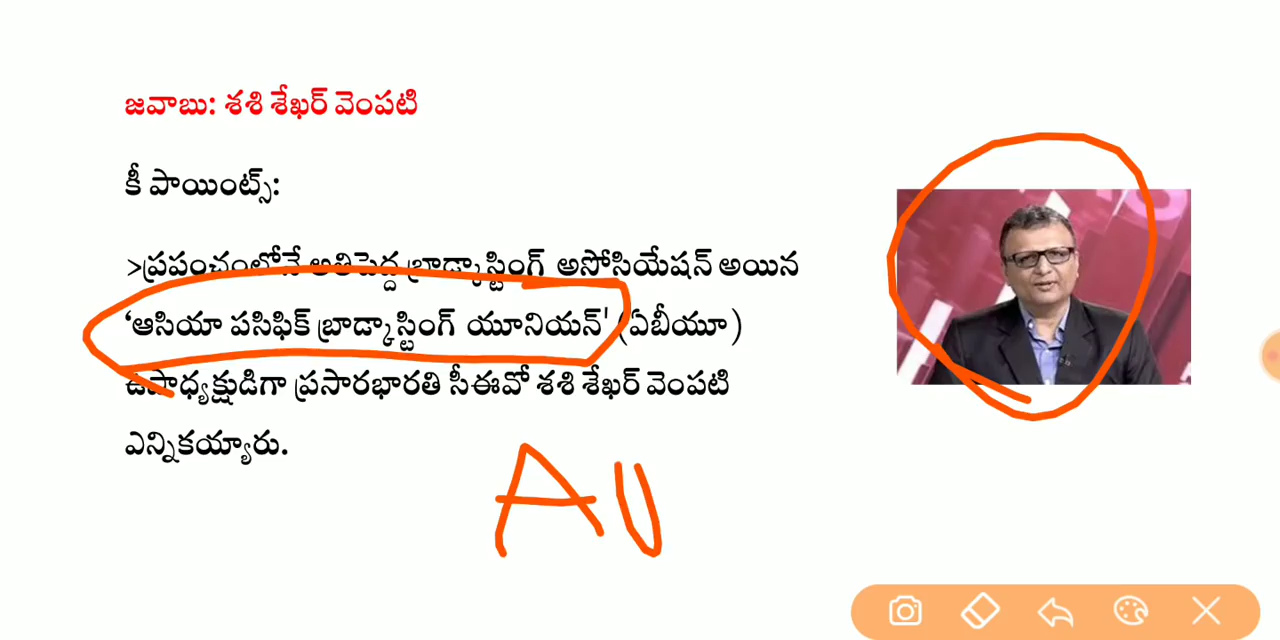 జవాబు: శశి శేఖర్ వెంపటి
కీ పాయింట్స్:
>ప్రపంచంలోనే అతిపెద్ద బ్రాడ్కాస్టింగ్ అసోసియేషన్ అయిన
‘ఆసియా పసిఫిక్ బ్రాడ్కాస్టింగ్ యూనియన్' (ఏబీయూ)
ఉపాధ్యక్షుడిగా ప్రసారభారతి సీఈవో శశి శేఖర్ వెంపటి
ఎన్నికయ్యారు.